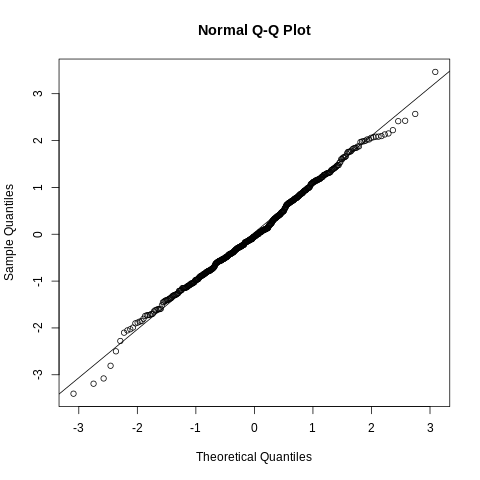 Normal Q-Q Plot
3
2
1
0
-1
-2
-3
Sample Quantiles
-3 -2 -1 0 1 2 3
Theoretical Quantiles